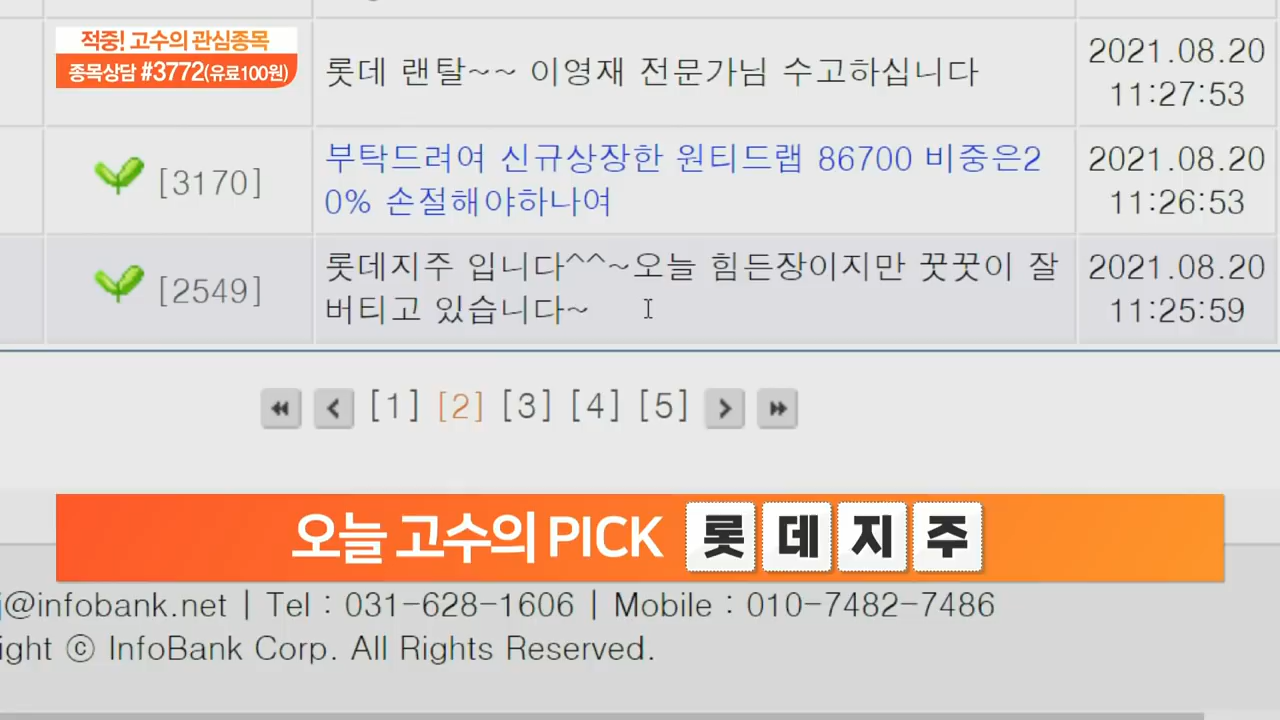 적중! 고수의 관심종목
종목상담 #3772(유료100원)
롯데 랜탈~~ 이영재 전문가님 수고하십니다
2021.08.20
11:27:53
[3170]
부탁드려여 신규상장한 원티드랩 86700 비중은2
0% 손절해야하나여
2021.08.20
11:26:53
[2549]
롯데지주 입니다^^~오늘 힘든장이지만 꿋꿋이 잘
버티고 있습니다~
2021.08.20
11:25:59
[1] [2] [3] [4] [5]
오늘 고수의 PICK 롯데지주
j@infobank.net | Tel : 031-628-1606 | Mobile : 010-7482-7486
ight ⓒ InfoBank Corp. All Rights Reserved.